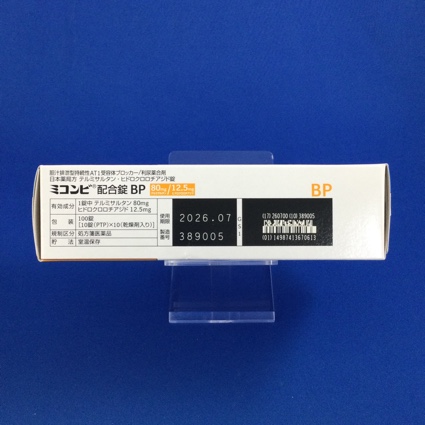 胆汁排泄型持続性AT1受容体ブロッカー/利尿薬合剤
日本薬局方 テルミサルタン・ヒドロクロロチアジド錠
ミコンビ®配合錠 BP 80mg/12.5mg
BP
有効成分 1錠中 テルミサルタン 80mg
ヒドロクロロチアジド 12.5mg
包装 100錠
[10錠(PTP)×10(乾燥剤入り)]
規制区分 処方箋医薬品
貯法 室温保存
使用期限 2026.07
製造番号 389005
(17) 260700 (10) 389005
(01) 14987413670613